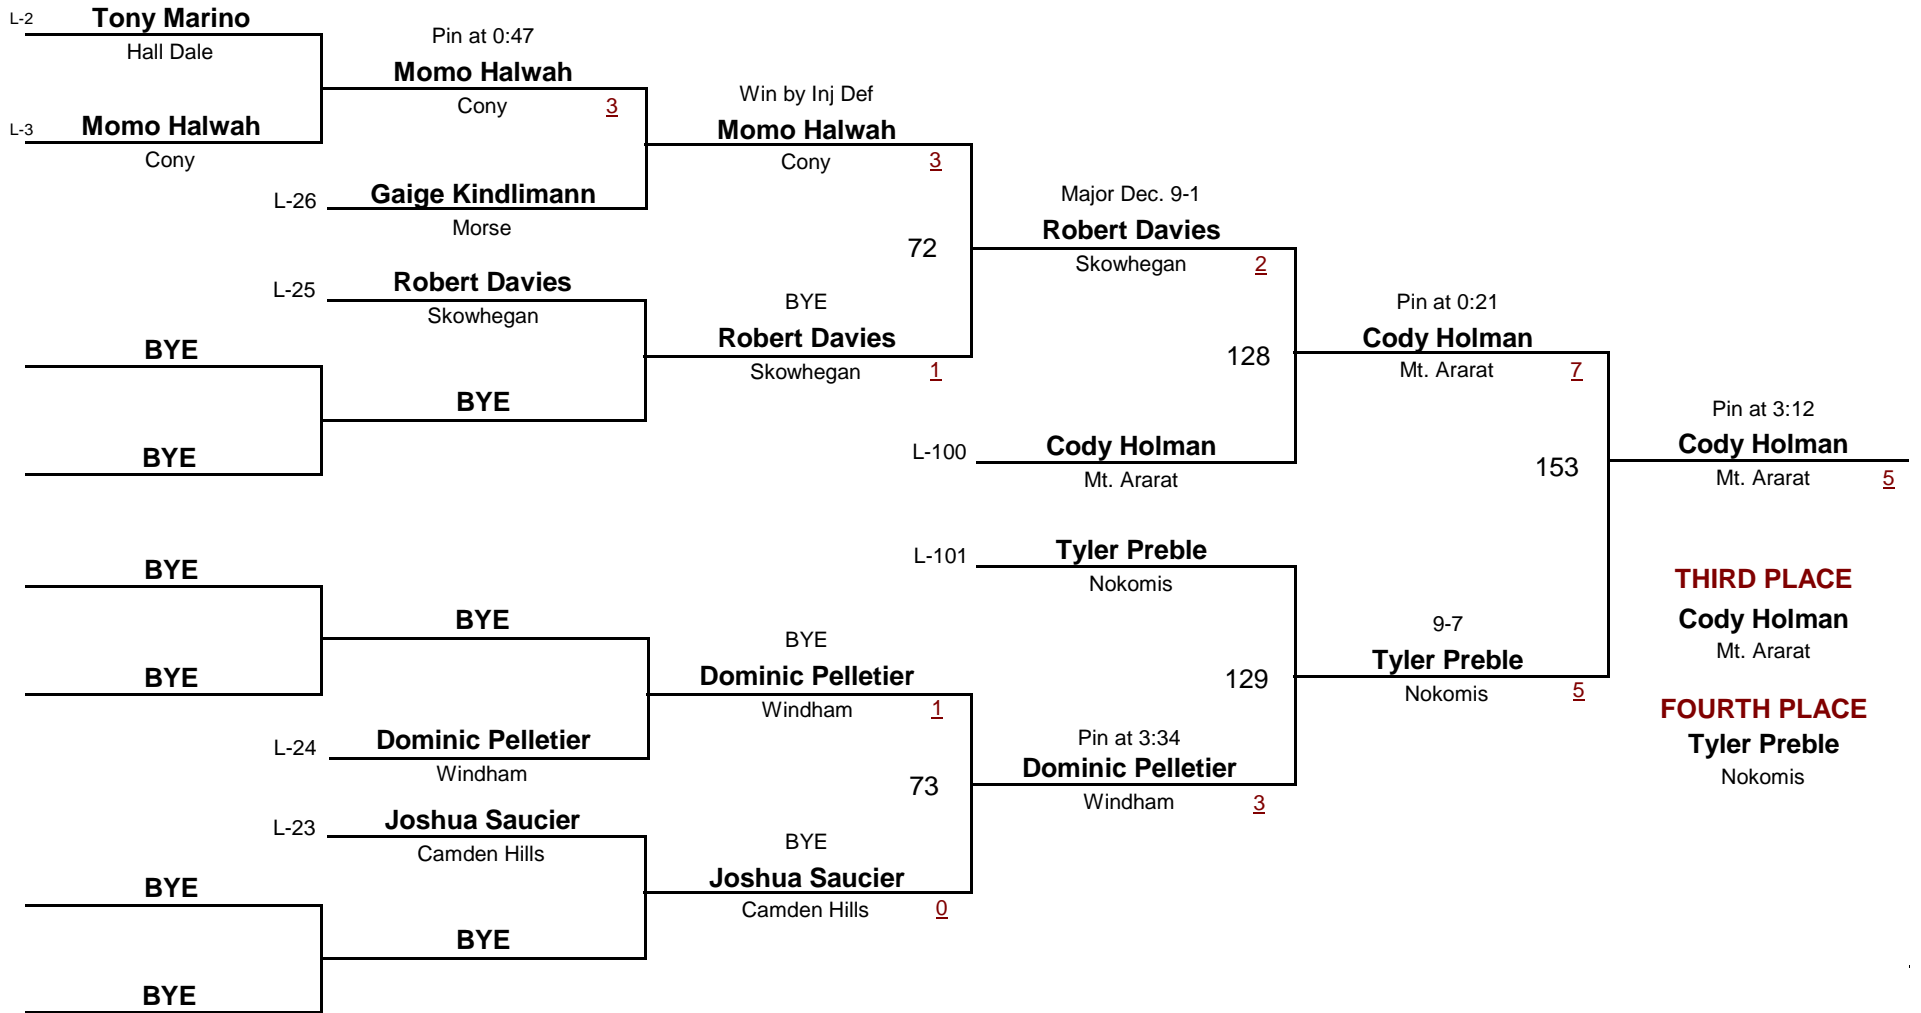 L-2
Tony Marino
Hall Dale
L-3
Momo Halwah
Cony
BYE
BYE
BYE
BYE
BYE
BYE
Pin at 0:47
Momo Halwah
Cony
3
L-26
Gaige Kindlimann
Morse
L-25
Robert Davies
Skowhegan
BYE
BYE
L-24
Dominic Pelletier
Windham
L-23
Joshua Saucier
Camden Hills
BYE
Win by Inj Def
Momo Halwah
Cony
3
72
BYE
Robert Davies
Skowhegan
1
BYE
Dominic Pelletier
Windham
1
73
BYE
Joshua Saucier
Camden Hills
0
Major Dec. 9-1
Robert Davies
Skowhegan
2
128
L-100
Cody Holman
Mt. Ararat
L-101
Tyler Preble
Nokomis
129
Pin at 3:34
Dominic Pelletier
Windham
3
Pin at 0:21
Cody Holman
Mt. Ararat
7
153
9-7
Tyler Preble
Nokomis
5
Pin at 3:12
Cody Holman
Mt. Ararat
5
THIRD PLACE
Cody Holman
Mt. Ararat
FOURTH PLACE
Tyler Preble
Nokomis